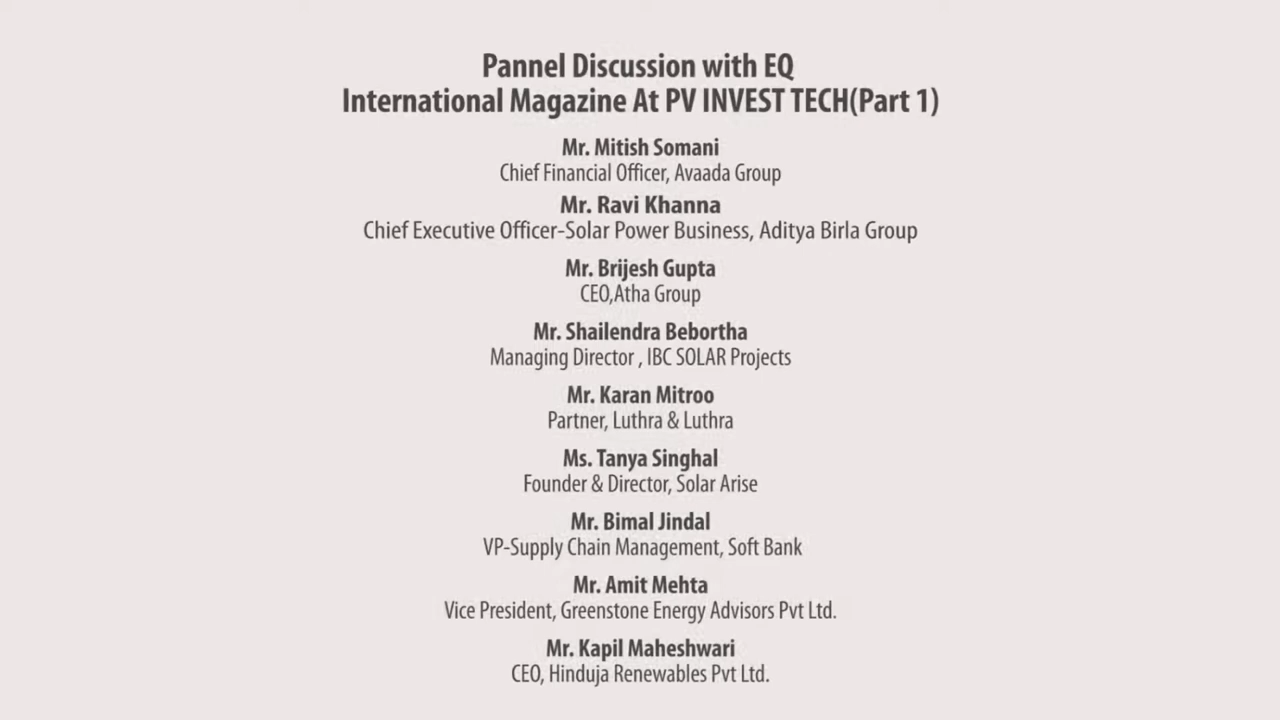 Pannel Discussion with EQ
International Magazine At PV INVEST TECH(Part 1)
Mr. Mitish Somani
Chief Financial Officer, Avaada Group
Mr. Ravi Khanna
Chief Executive Officer-Solar Power Business, Aditya Birla Group
Mr. Brijesh Gupta
CEO,Atha Group
Mr. Shailendra Bebortha
Managing Director , IBC SOLAR Projects
Mr. Karan Mitroo
Partner, Luthra & Luthra
Ms. Tanya Singhal
Founder & Director, Solar Arise
Mr. Bimal Jindal
VP-Supply Chain Management, Soft Bank
Mr. Amit Mehta
Vice President, Greenstone Energy Advisors Pvt Ltd.
Mr. Kapil Maheshwari
CEO, Hinduja Renewables Pvt Ltd.